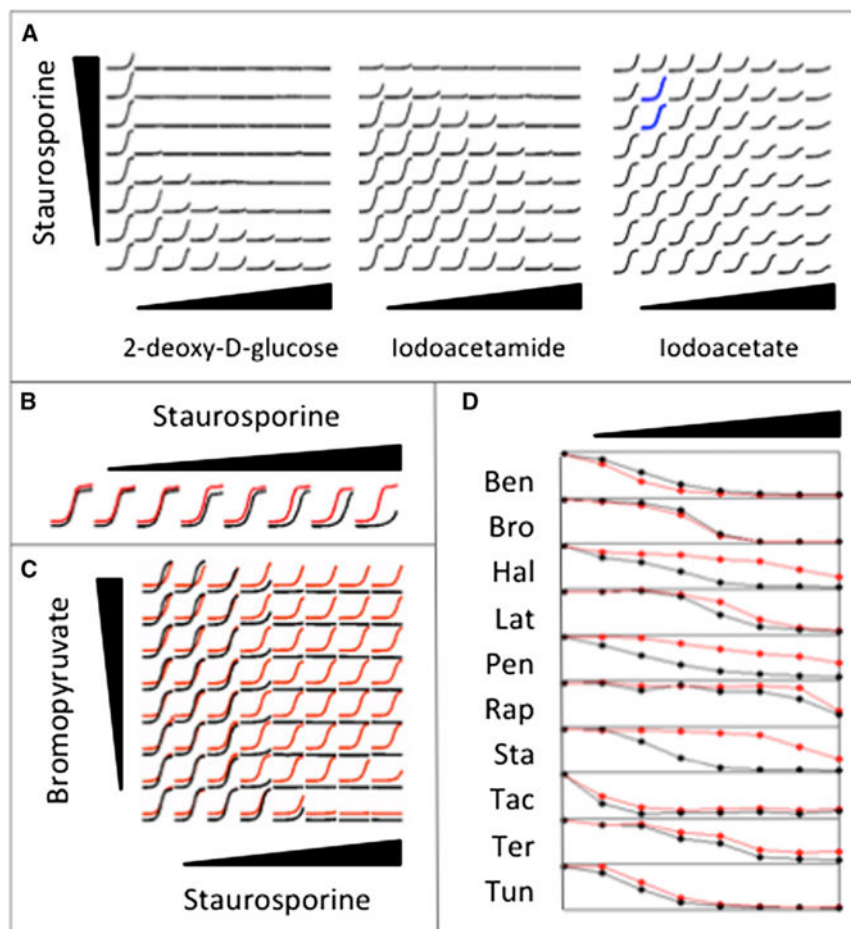 A
Staurosporine
2-deoxy-D-glucose
Iodoacetamide
Iodoacetate
B
Staurosporine
C
Bromopyruvate
Staurosporine
D
Ben
Bro
Hal
Lat
Pen
Rap
Sta
Tac
Ter
Tun